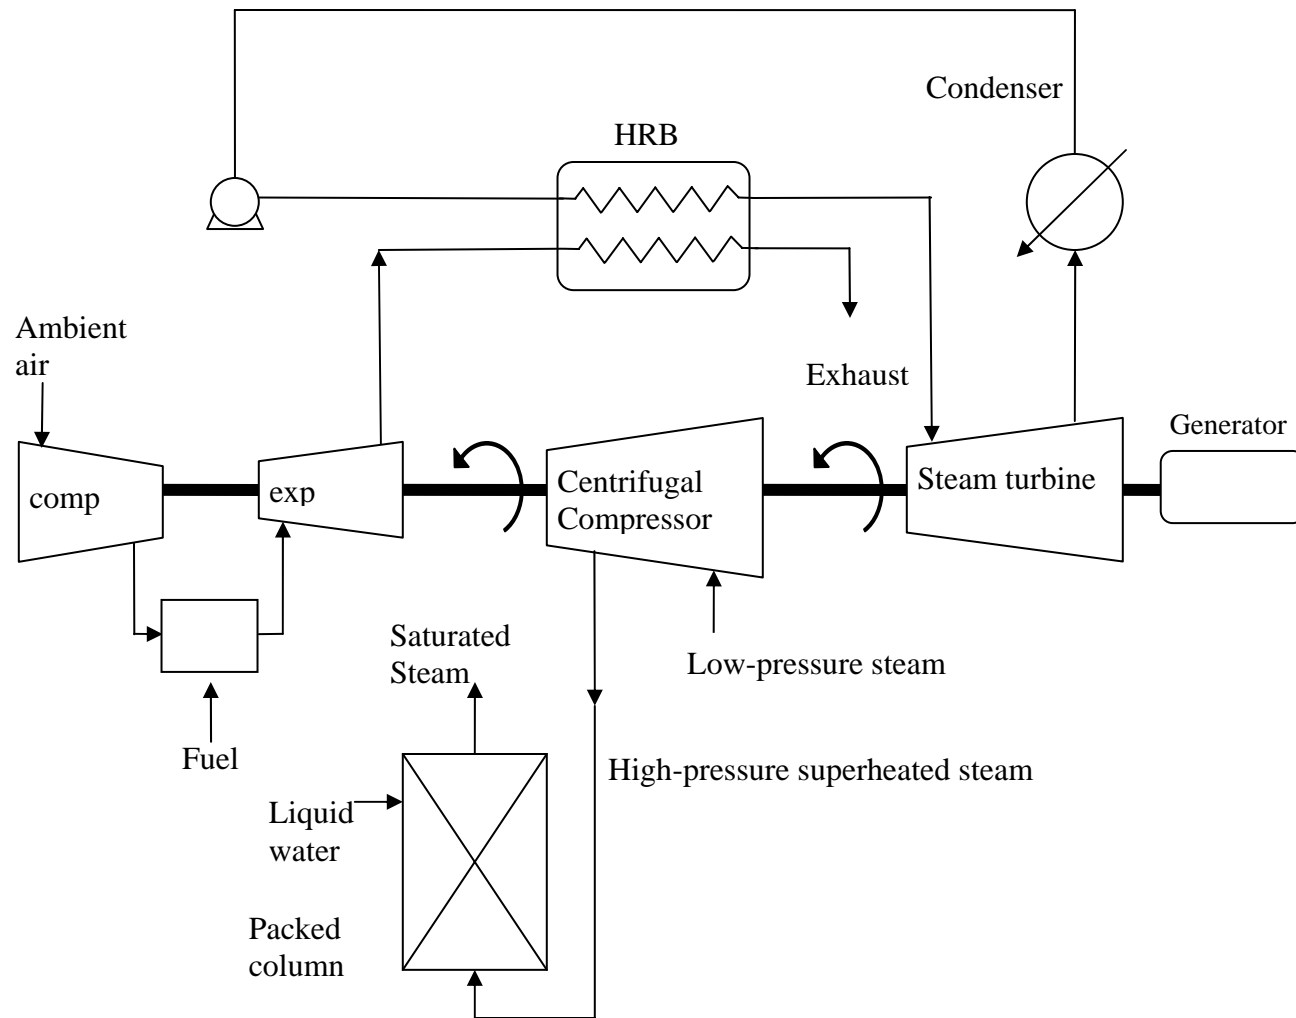 Condenser
HRB
Ambient
air
Exhaust
Generator
comp
exp
Centrifugal
Compressor
Steam turbine
Saturated
Steam
Low-pressure steam
Fuel
High-pressure superheated steam
Liquid
water
Packed
column